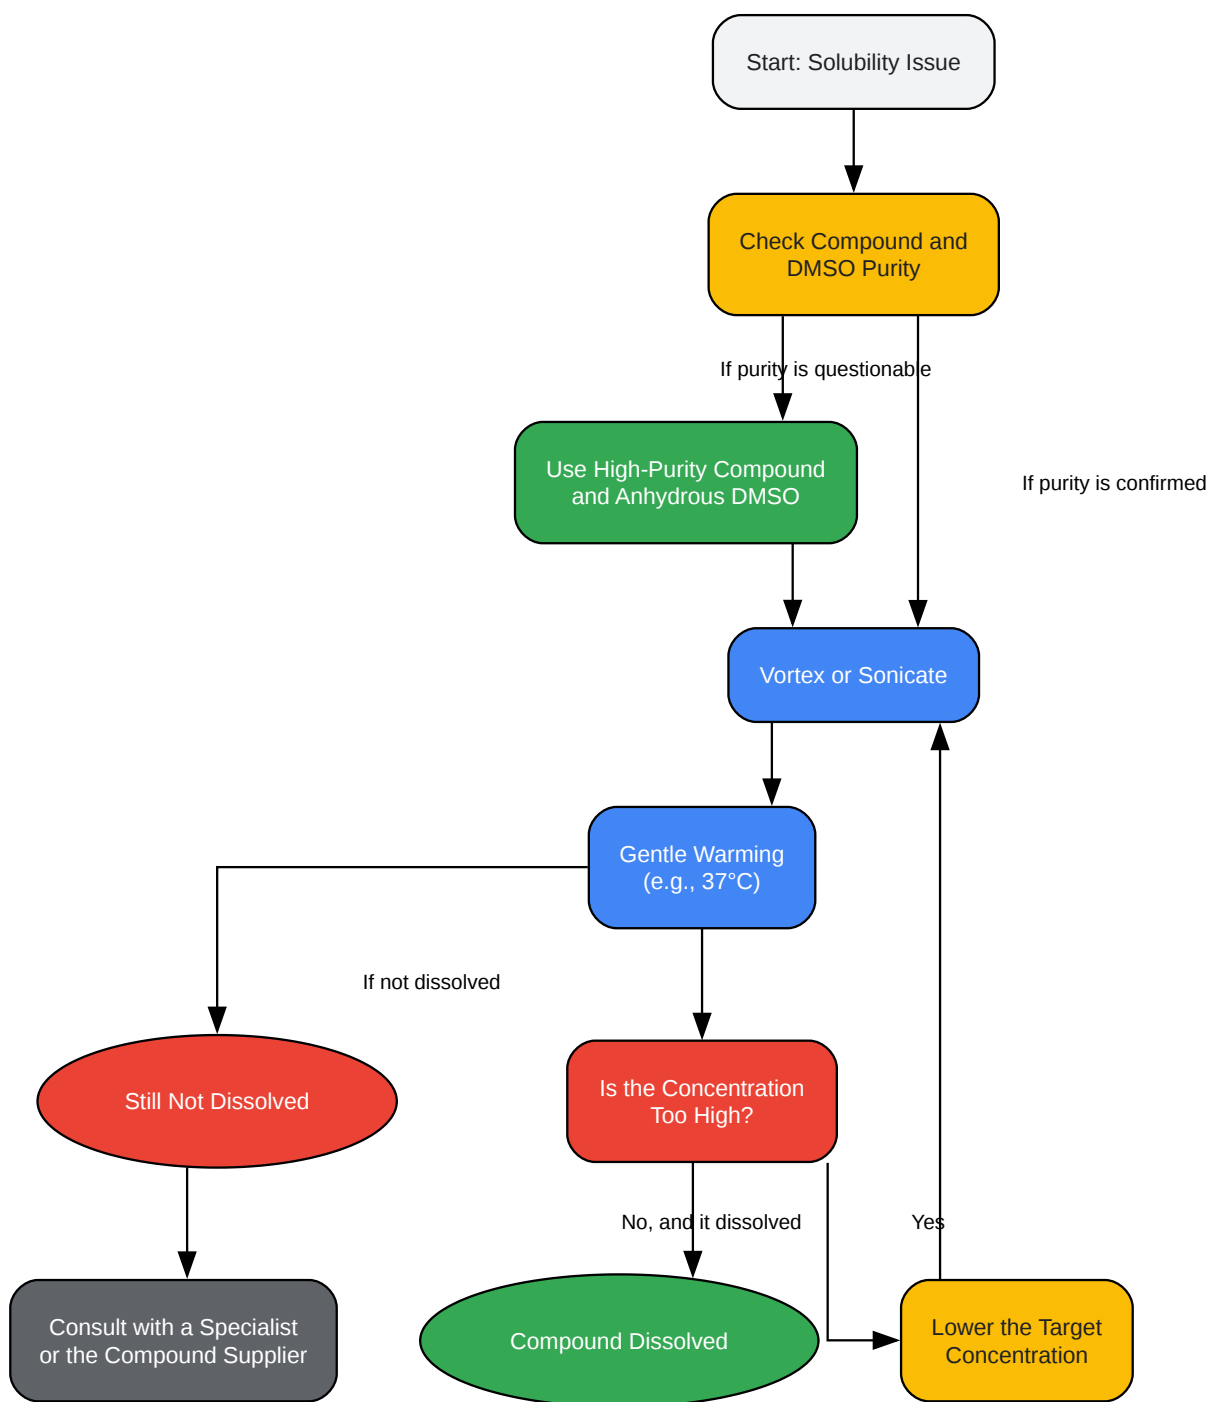 Start: Solubility Issue
Check Compound and
DMSO Purity
If purity is questionable
Use High-Purity Compound
and Anhydrous DMSO
If purity is confirmed
Vortex or Sonicate
Gentle Warming
(e.g., 37°C)
If not dissolved
Still Not Dissolved
Is the Concentration
Too High?
No, and it dissolved
Yes
Consult with a Specialist
or the Compound Supplier
Compound Dissolved
Lower the Target
Concentration